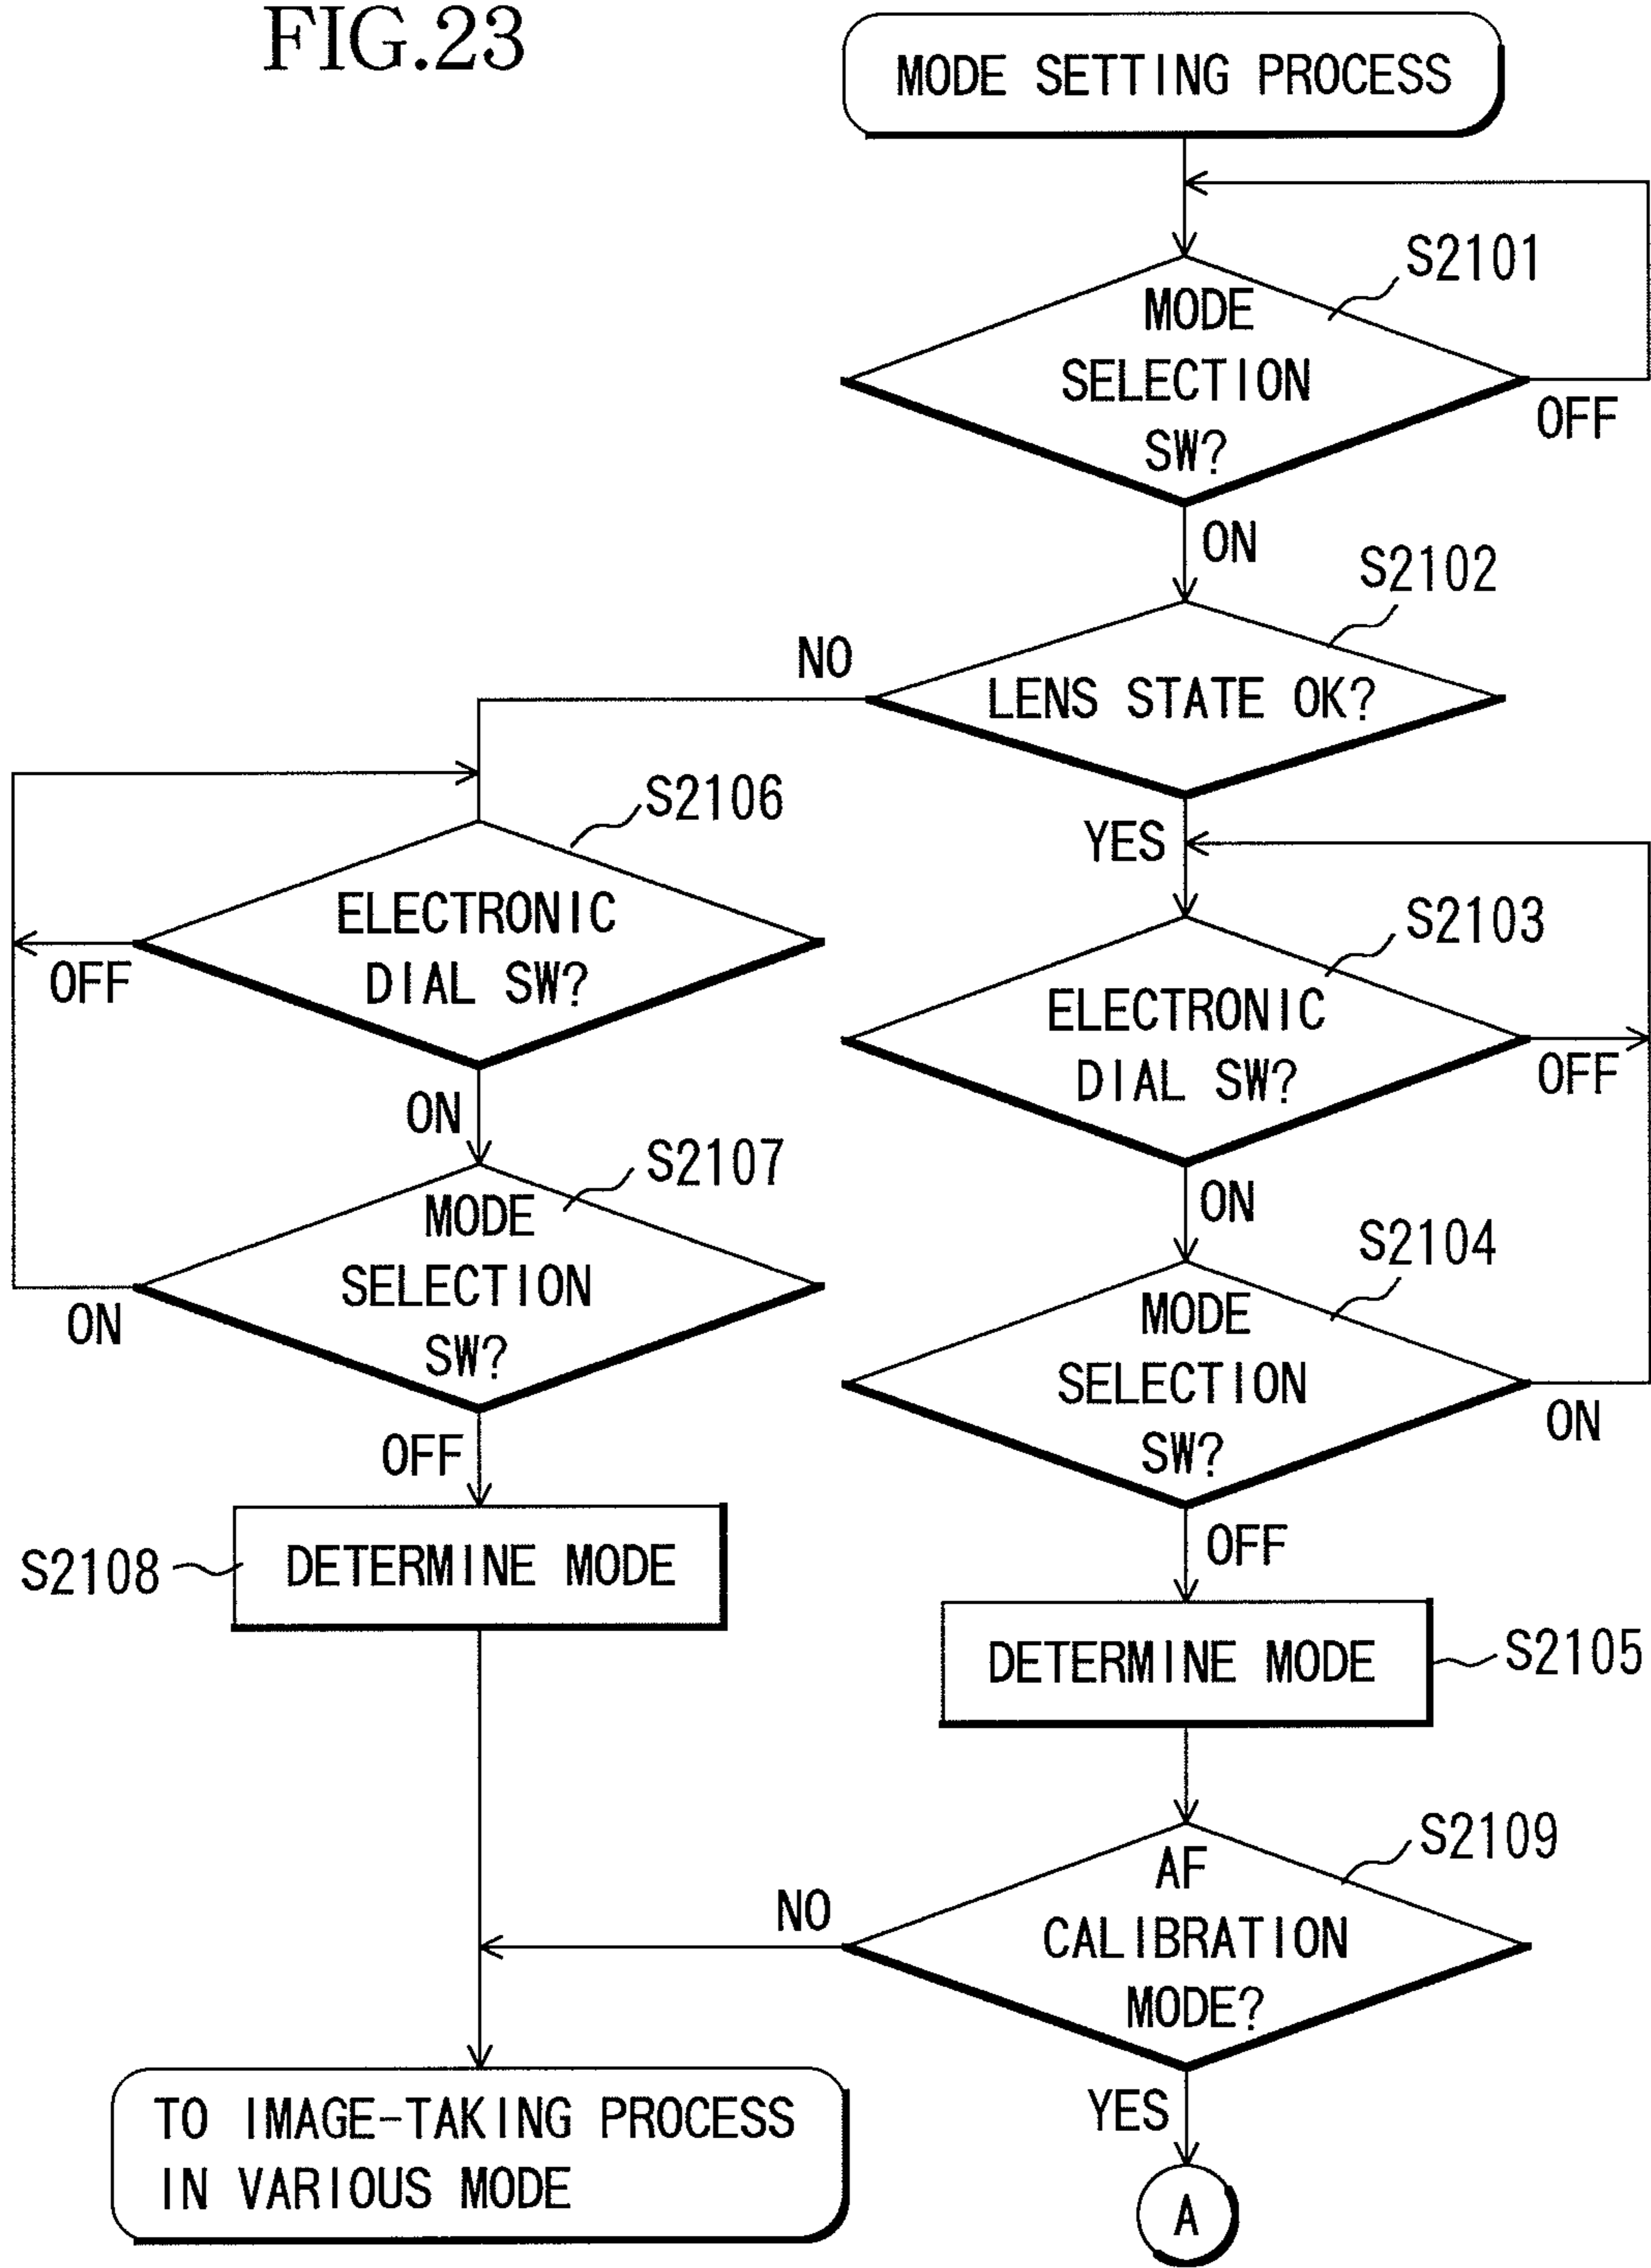 FIG.23
MODE SETTING PROCESS
S2101
MODE
SELECTION
SW?
OFF
ON
S2102
NO
LENS STATE OK?
YES
S2106
ELECTRONIC
DIAL SW?
OFF
ON
S2103
ELECTRONIC
DIAL SW?
OFF
ON
S2107
MODE
SELECTION
SW?
ON
OFF
S2104
MODE
SELECTION
SW?
ON
OFF
S2108
DETERMINE MODE
DETERMINE MODE
S2105
S2109
AF
CALIBRATION
MODE?
NO
YES
TO IMAGE-TAKING PROCESS
IN VARIOUS MODE
A